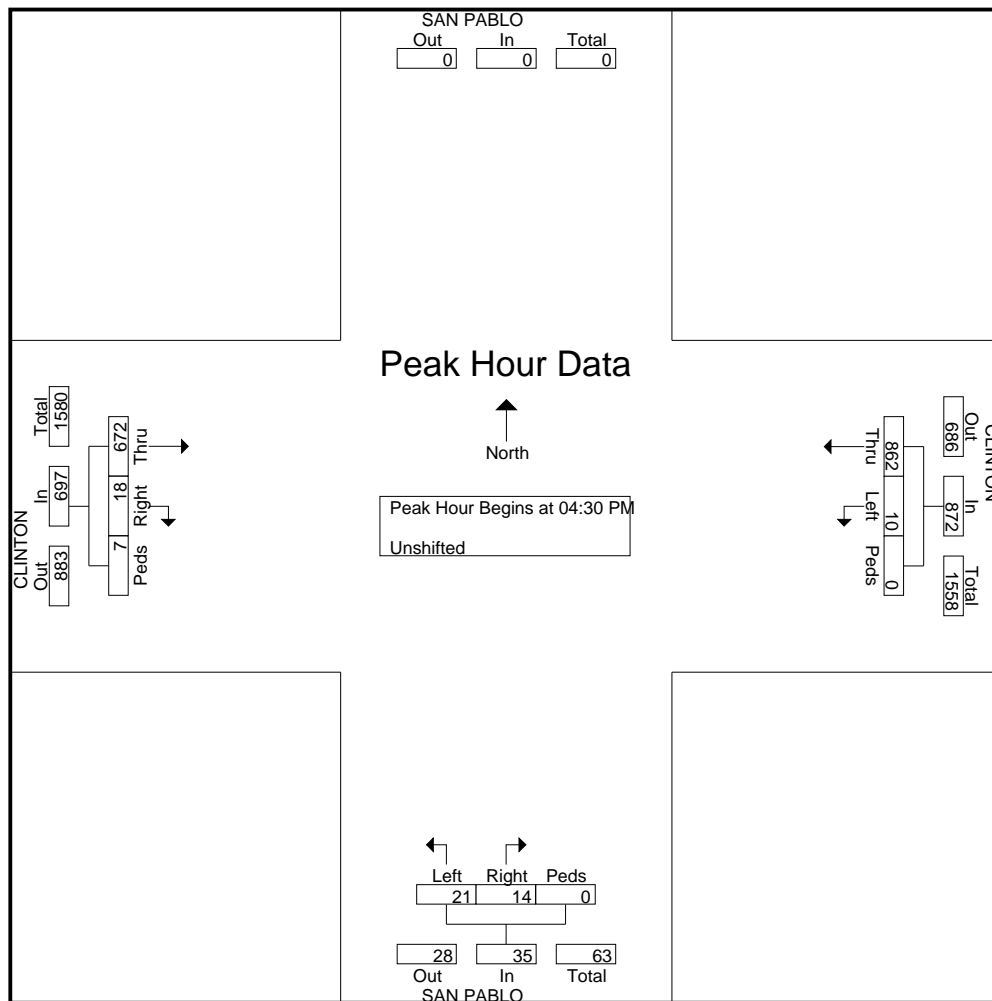 SAN PABLO
Out In Total
0 0 0
Peak Hour Data
North
Peak Hour Begins at 04:30 PM
Unshifted
CLINTON
Total In Out
1580 697 883
672 18 7
Thru Right Peds
CLINTON
Out In Total
686 872 1558
862 10 0
Thru Left Peds
Left Right Peds
21 14 0
28 35 63
Out In Total
SAN PABLO